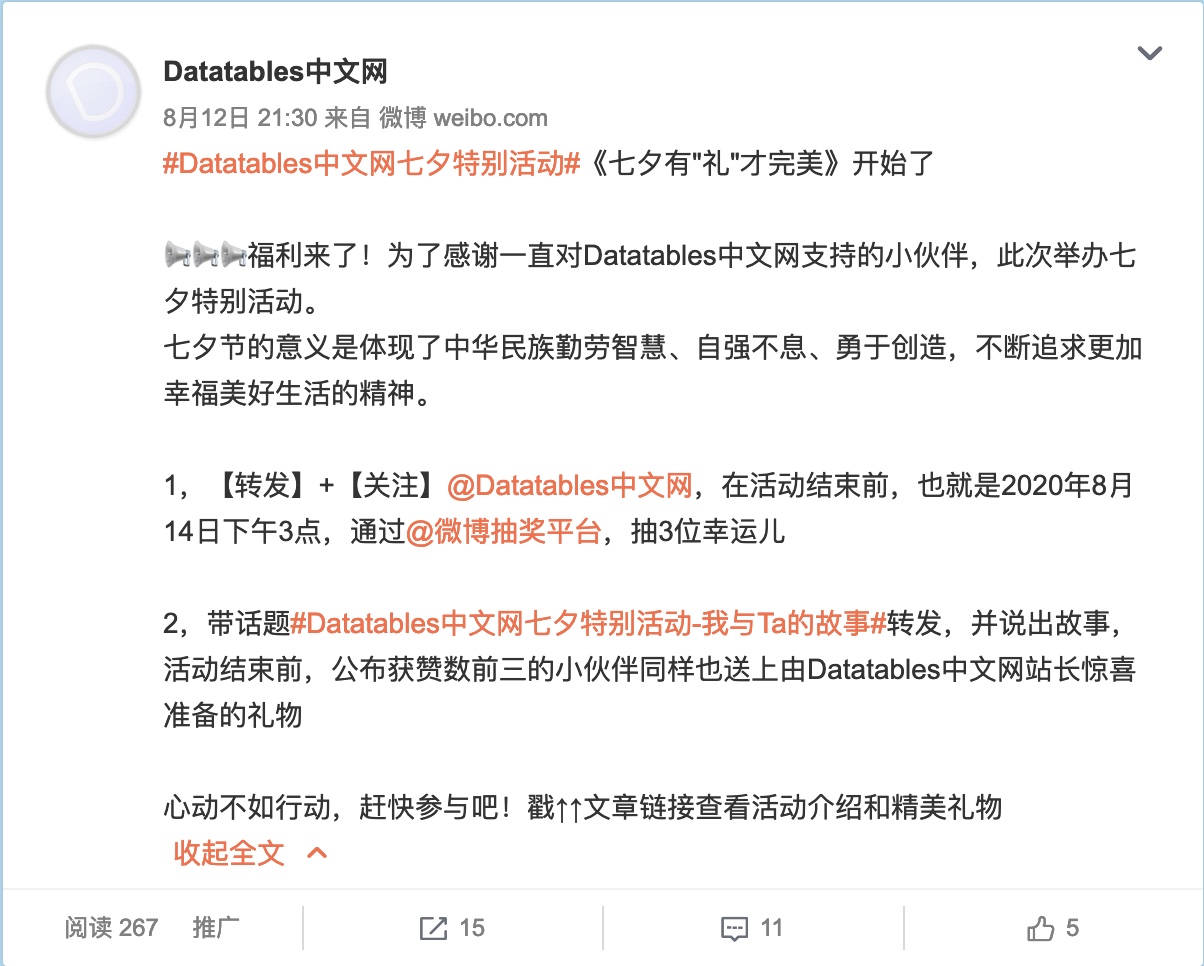 Datatables中文网
8月12日 21:30 来自 微博 weibo.com
#Datatables中文网七夕特别活动#《七夕有"礼"才完美》开始了
福利来了！为了感谢一直对Datatables中文网支持的小伙伴，此次举办七
夕特别活动。
七夕节的意义是体现了中华民族勤劳智慧、自强不息、勇于创造，不断追求更加
幸福美好生活的精神。
1，【转发】+【关注】@Datatables中文网，在活动结束前，也就是2020年8月
14日下午3点，通过@微博抽奖平台，抽3位幸运儿
2，带话题#Datatables中文网七夕特别活动-我与Ta的故事#转发，并说出故事，
活动结束前，公布获赞数前三的小伙伴同样也送上由Datatables中文网站长惊喜
准备的礼物
心动不如行动，赶快参与吧！戳↑↑文章链接查看活动介绍和精美礼物
收起全文
阅读 267 推广 15 11 5